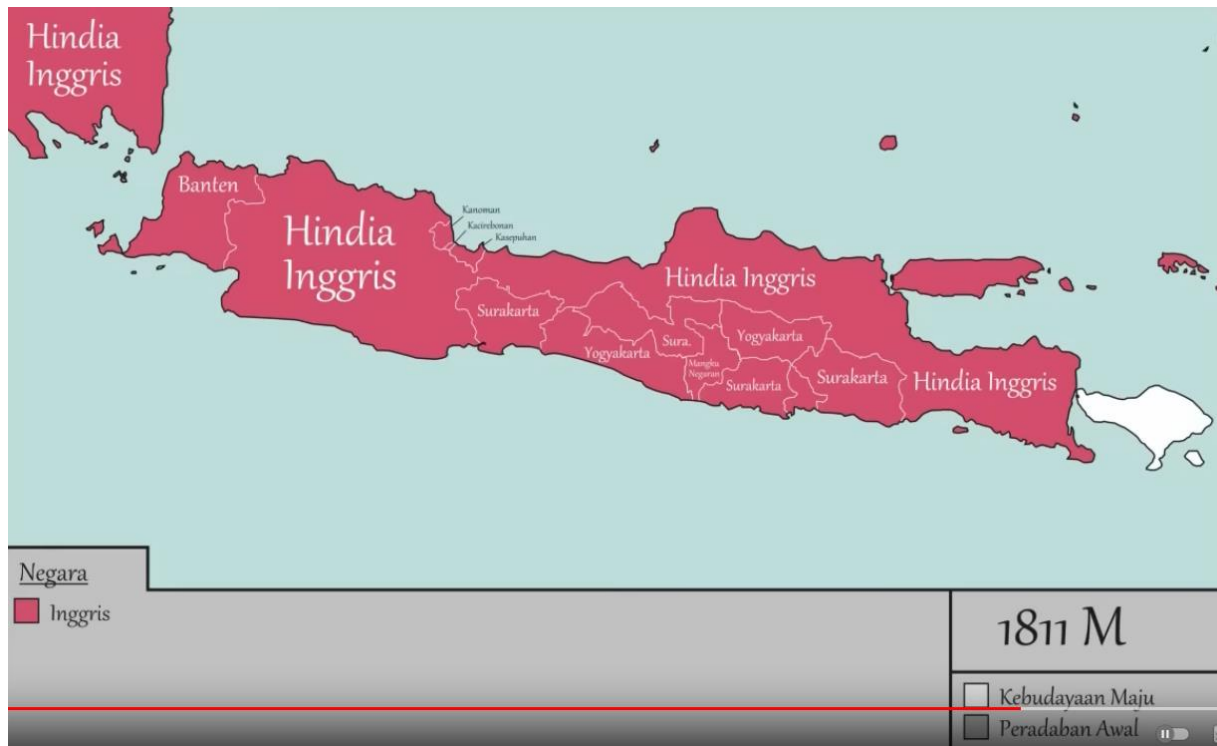 Hindia
Inggris
Banten
Hindia
Inggris
Kanoman
Kacirebonan
Kasepuhan
Hindia Inggris
Surakarta
Yogyakarta
Sura.
Yogyakarta
Mangku
Neguran
Surakarta
Surakarta
Hindia Inggris
Negara
Inggris
1811 M
Kebudayaan Maju
Peradaban Awal